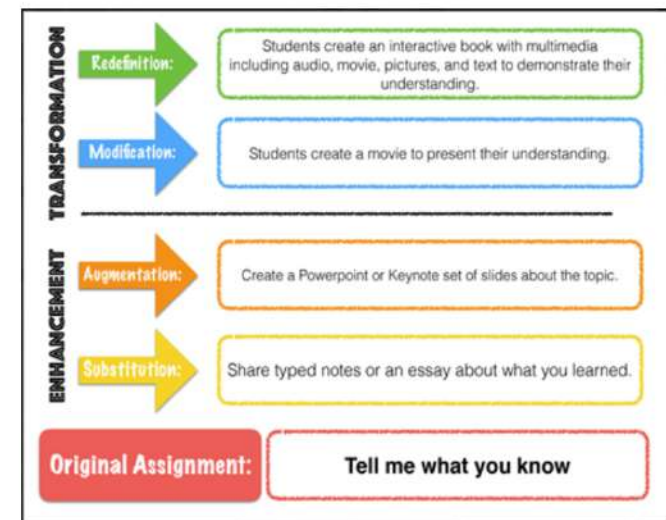 TRANSFORMATION
Redefinition:
Students create an interactive book with multimedia
including audio, movie, pictures, and text to demonstrate their
understanding.
Modification:
Students create a movie to present their understanding.
ENHANCEMENT
Augmentation:
Create a Powerpoint or Keynote set of slides about the topic.
Substitution:
Share typed notes or an essay about what you learned.
Original Assignment:
Tell me what you know